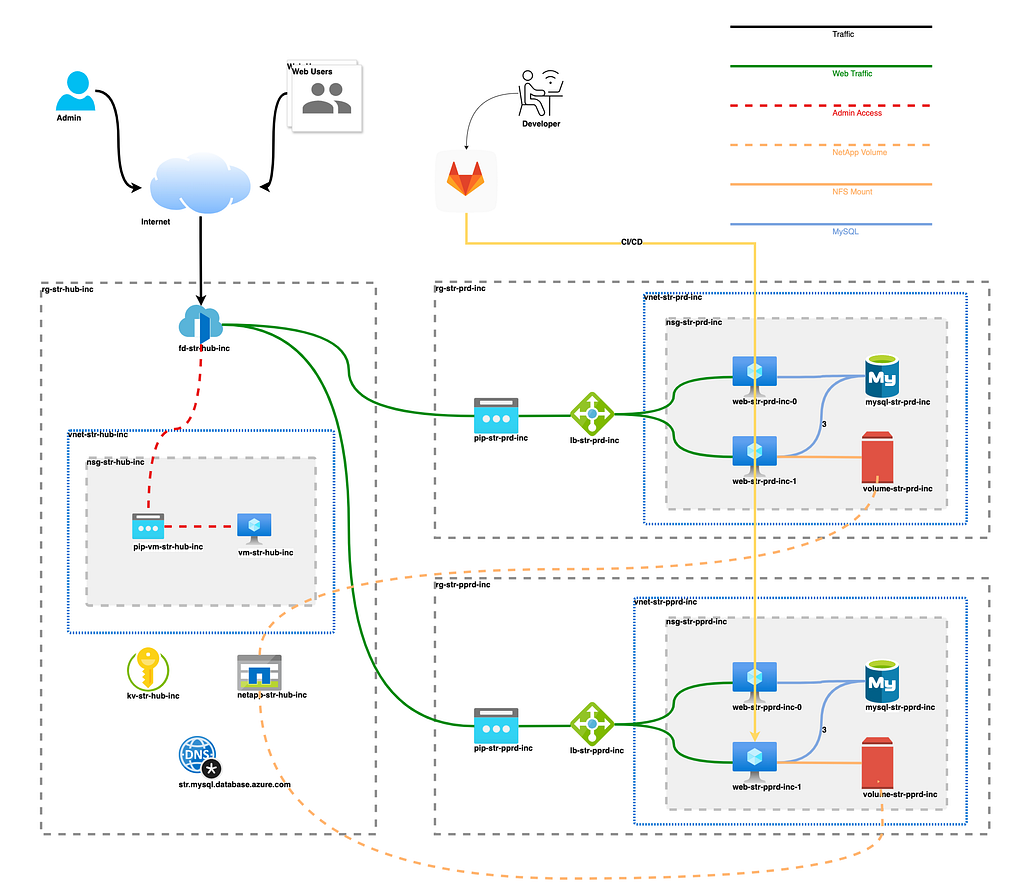 Traffic
Web Traffic
Admin Access
NetApp Volume
NFS Mount
MySQL
Web Users
Admin
Developer
Internet
CI/CD
rg-str-hub-inc
fd-str-hub-inc
vnet-str-hub-inc
nsg-str-hub-inc
pip-vm-str-hub-inc
vm-str-hub-inc
kv-str-hub-inc
netapp-str-hub-inc
DNS
str.mysql.database.azure.com
rg-str-prd-inc
vnet-str-prd-inc
nsg-str-prd-inc
pip-str-prd-inc
lb-str-prd-inc
web-str-prd-inc-0
My
mysql-str-prd-inc
3
web-str-prd-inc-1
volume-str-prd-inc
rg-str-pprd-inc
vnet-str-pprd-inc
nsg-str-pprd-inc
pip-str-pprd-inc
lb-str-pprd-inc
web-str-pprd-inc-0
My
mysql-str-pprd-inc
3
web-str-pprd-inc-1
volume-str-pprd-inc